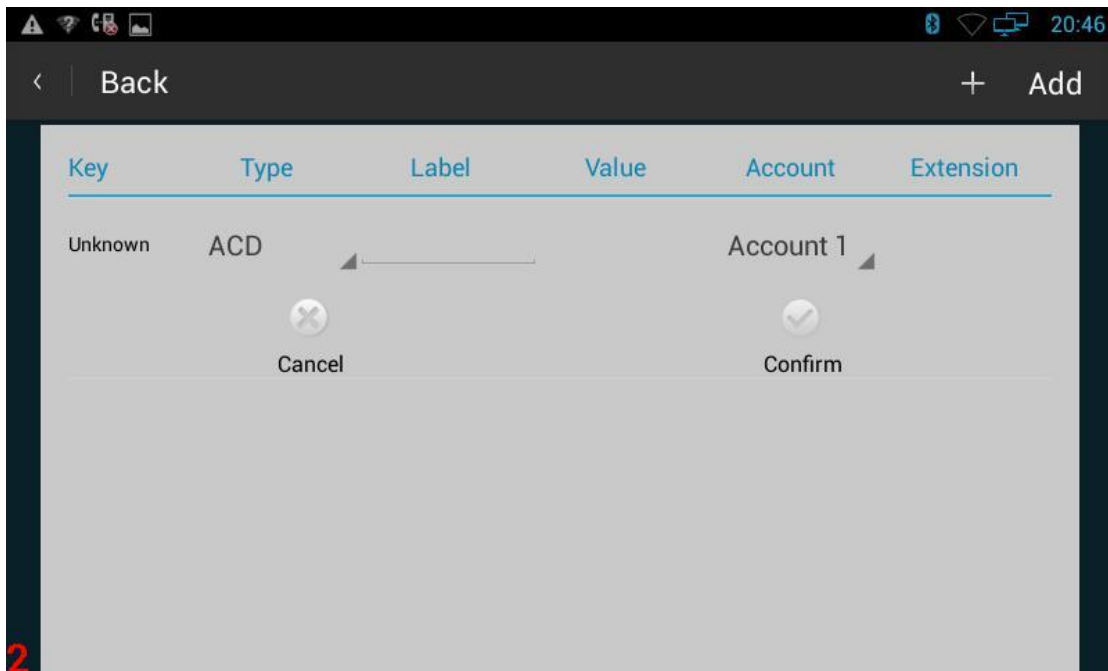 20:46
Back + Add
Key Type Label Value Account Extension
Unknown ACD Account 1
Cancel Confirm
2